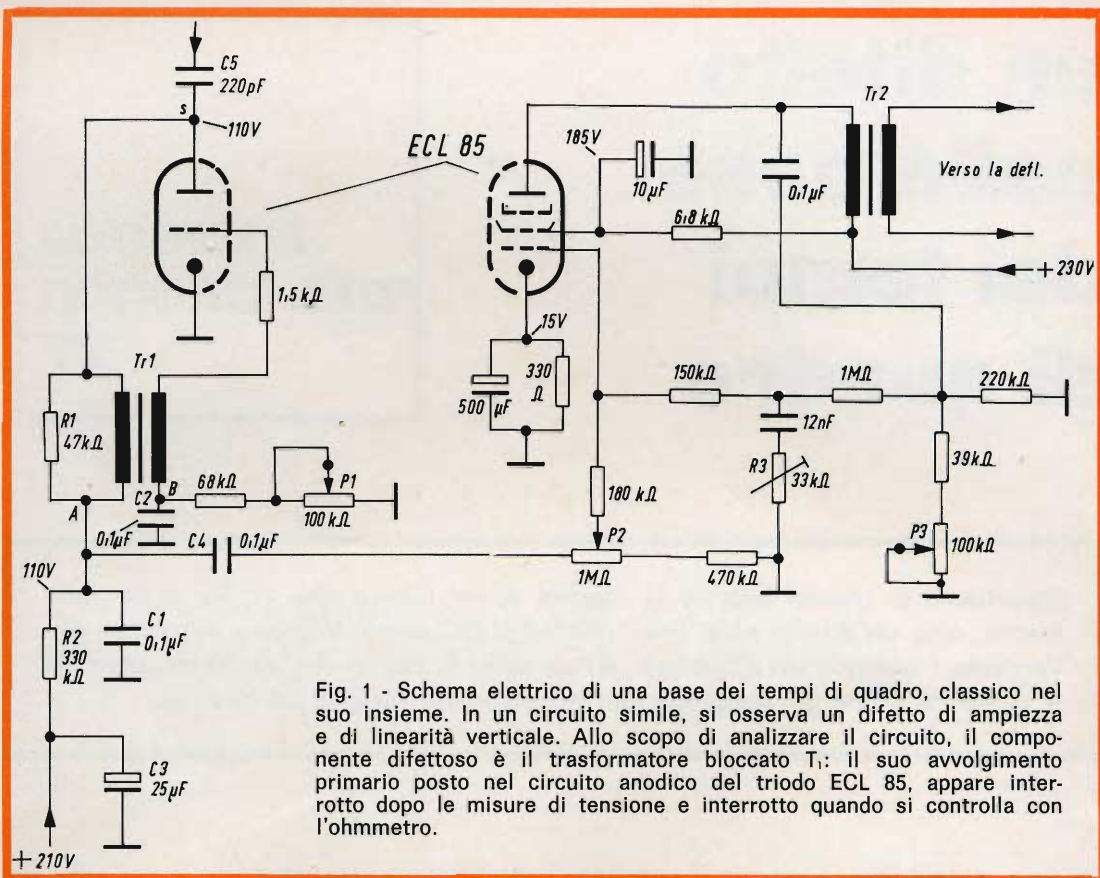 C5
220pF
s
110V
ECL 85
185V
10µF
Tr2
0,1µF
Verso la defl.
6,8 kΩ
+ 230V
1,5 kΩ
15V
330
Ω
500 µF
Tr1
R1
47kΩ
A
C2
B
0,1µF
68kΩ
P1
100 kΩ
C4
0,1µF
150kΩ
1MΩ
220kΩ
12nF
R3
33kΩ
39kΩ
180 kΩ
P2
1MΩ
470kΩ
P3
100kΩ
110V
R2
330
kΩ
C1
0,1µF
C3
25µF
+ 210V
Fig. 1 - Schema elettrico di una base dei tempi di quadro, classico nel
suo insieme. In un circuito simile, si osserva un difetto di ampiezza
e di linearità verticale. Allo scopo di analizzare il circuito, il compo-
nente difettoso è il trasformatore bloccato T₁: il suo avvolgimento
primario posto nel circuito anodico del triodo ECL 85, appare inter-
rotto dopo le misure di tensione e interrotto quando si controlla con
l'ohmmetro.